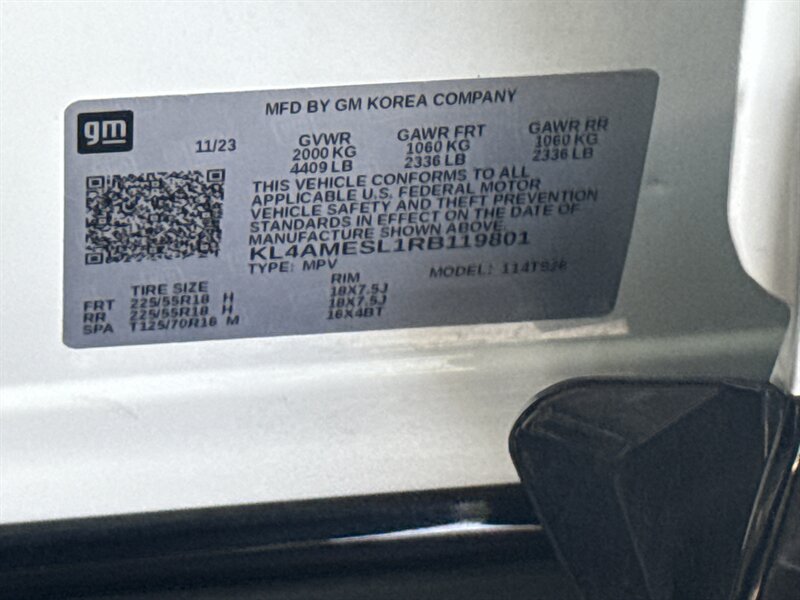 gm
MFD BY GM KOREA COMPANY
11/23
GVWR GAWR FRT GAWR RR
2000 KG 1060 KG 1060 KG
4409 LB 2336 LB 2336 LB
THIS VEHICLE CONFORMS TO ALL
APPLICABLE U.S. FEDERAL MOTOR
VEHICLE SAFETY AND THEFT PREVENTION
STANDARDS IN EFFECT ON THE DATE OF
MANUFACTURE SHOWN ABOVE.
KL4AMESL1RB119801
TYPE: MPV MODEL:
TIRE SIZE RIM
FRT 225/55R18 H 18X7.5J
RR 225/55R18 H 18X7.5J
SPA T125/70R16 M 16X4BT